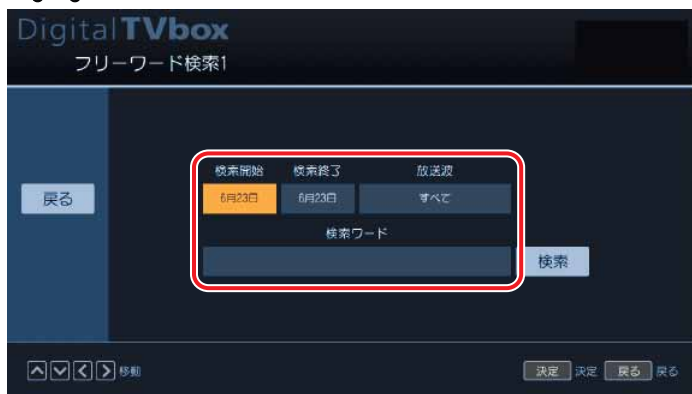 DigitalTVbox
フリーワード検索1
検索開始 検索終了 放送波
戻る 6月23日 6月23日 すべて
検索ワード
検索
移動 決定 決定 戻る 戻る